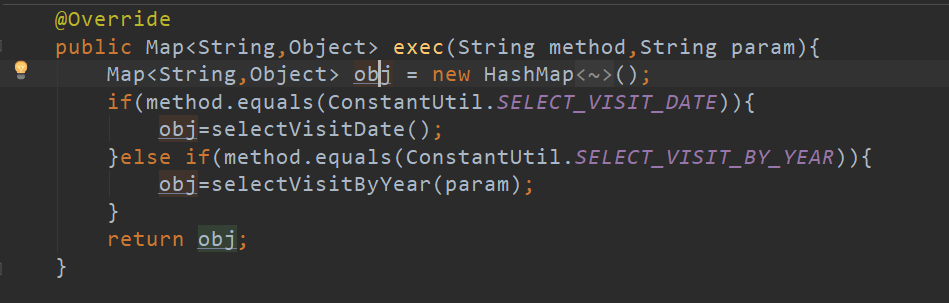 @Override
public Map<String,Object> exec(String method,String param){
Map<String,Object> obj = new HashMap<~>();
if(method.equals(ConstantUtil.SELECT_VISIT_DATE)){
obj=selectVisitDate();
}else if(method.equals(ConstantUtil.SELECT_VISIT_BY_YEAR)){
obj=selectVisitByYear(param);
}
return obj;
}